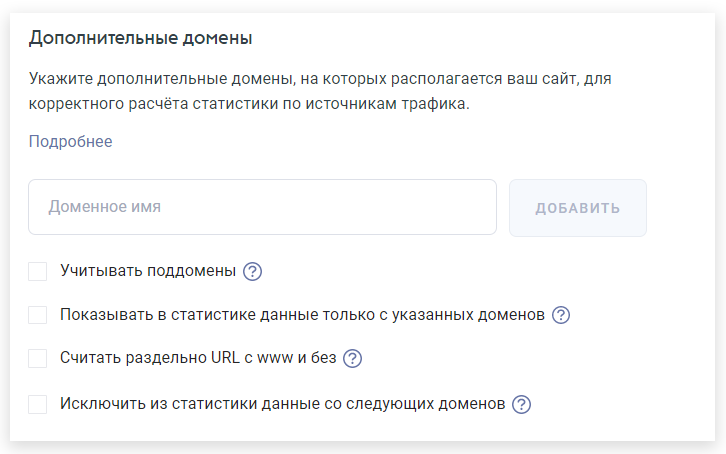 Дополнительные домены
Укажите дополнительные домены, на которых располагается ваш сайт, для
корректного расчёта статистики по источникам трафика.
Подробнее
Доменное имя
ДОБАВИТЬ
Учитывать поддомены ?
Показывать в статистике данные только с указанных доменов ?
Считать раздельно URL с www и без ?
Исключить из статистики данные со следующих доменов ?